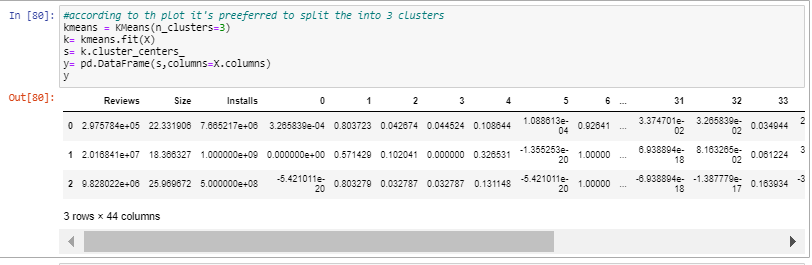 In [80]: #according to th plot it's preeferred to split the into 3 clusters
kmeans = KMeans(n_clusters=3)
k= kmeans.fit(X)
s= k.cluster_centers_
y= pd.DataFrame(s,columns=X.columns)
y
Out[80]:
Reviews Size Installs 0 1 2 3 4 5 6 ... 31 32 33
0 2.975784e+05 22.331906 7.665217e+06 3.265839e-04 0.803723 0.042674 0.044524 0.108644 1.088613e-04 0.92641 ... 3.374701e-02 3.265839e-02 0.034944 2
1 2.016841e+07 18.366327 1.000000e+09 0.000000e+00 0.571429 0.102041 0.000000 0.326531 -1.355253e-20 1.00000 ... 6.938894e-18 8.163265e-02 0.061224 3
2 9.828022e+06 25.969672 5.000000e+08 -5.421011e-20 0.803279 0.032787 0.032787 0.131148 -5.421011e-20 1.00000 ... -6.938894e-18 -1.387779e-17 0.163934 -3
3 rows × 44 columns